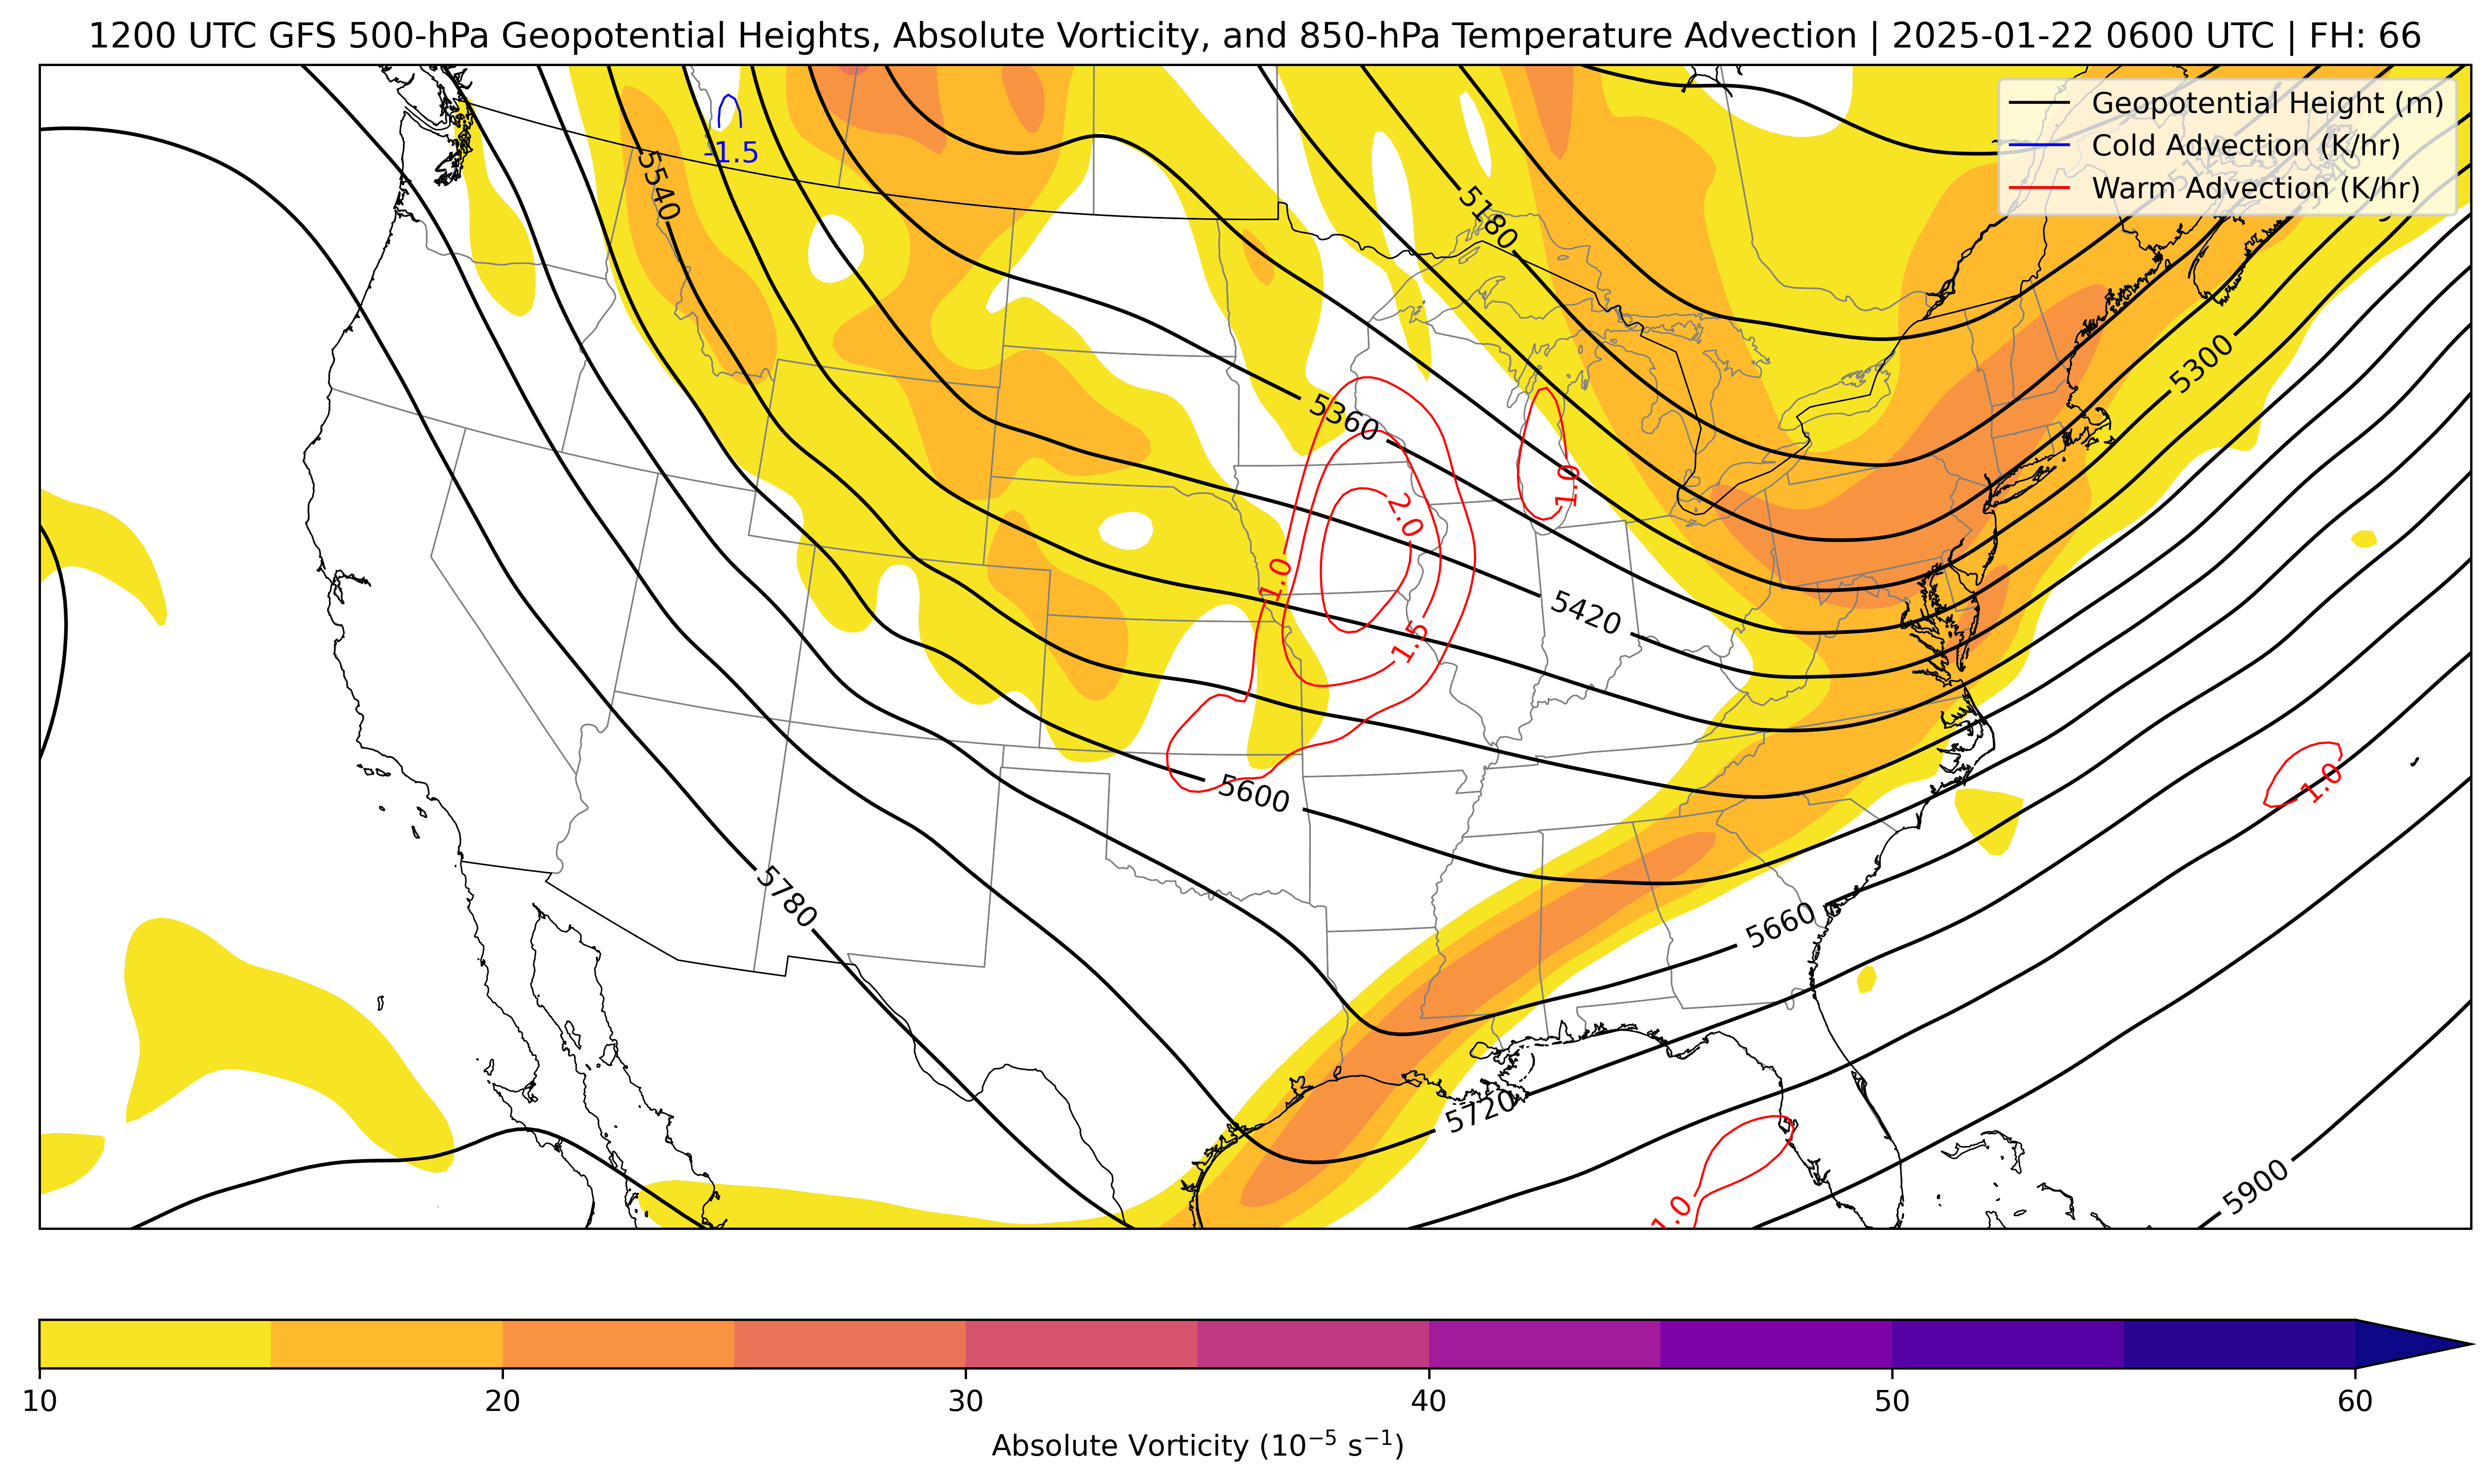 1200 UTC GFS 500-hPa Geopotential Heights, Absolute Vorticity, and 850-hPa Temperature Advection | 2025-01-22 0600 UTC | FH: 66
Geopotential Height (m)
Cold Advection (K/hr)
Warm Advection (K/hr)
-1.5
5540
5180
5300
5360
2.0
1.0
1.0
5420
1.5
1.0
5600
5780
5660
5720
1.0
5900
10 20 30 40 50 60
Absolute Vorticity (10⁻⁵ s⁻¹)